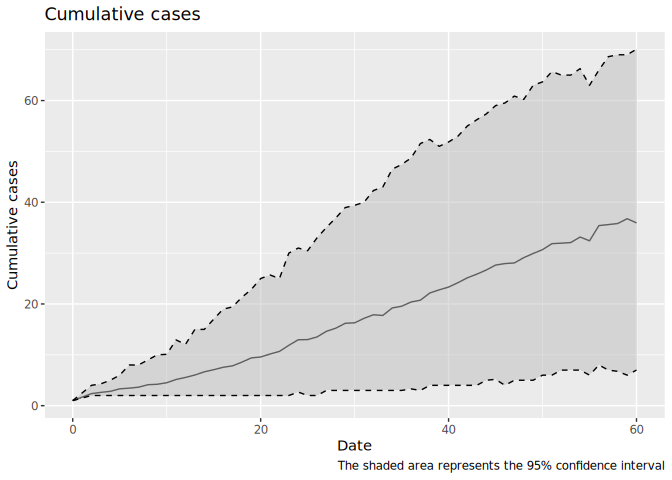 Cumulative cases
Cumulative cases
60
40
20
0
0 20 40 60
Date
The shaded area represents the 95% confidence interval